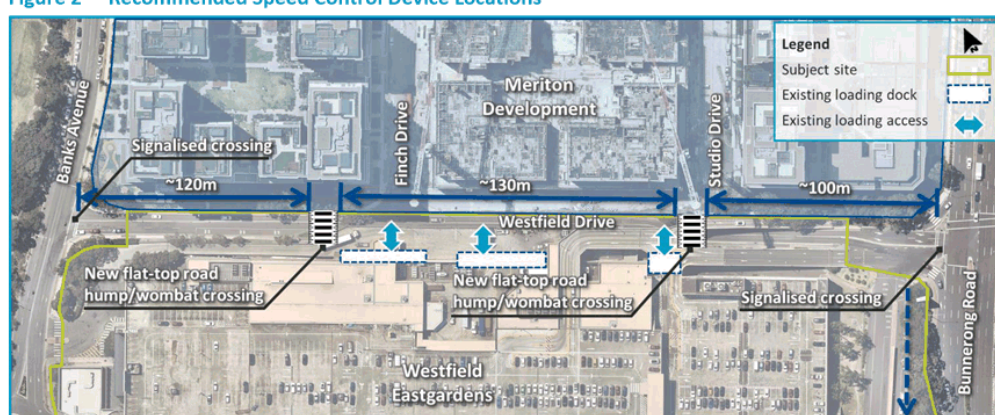 Figure 2 Recommended Speed Control Device Locations
Legend
Subject site
Existing loading dock
Existing loading access
Meriton
Development
Banks Avenue
Finch Drive
Studio Drive
Signalised crossing
~120m
~130m
~100m
Westfield Drive
New flat-top road
hump/wombat crossing
New flat-top road
hump/wombat crossing
Signalised crossing
Bunnerong Road
Westfield
Eastgardens